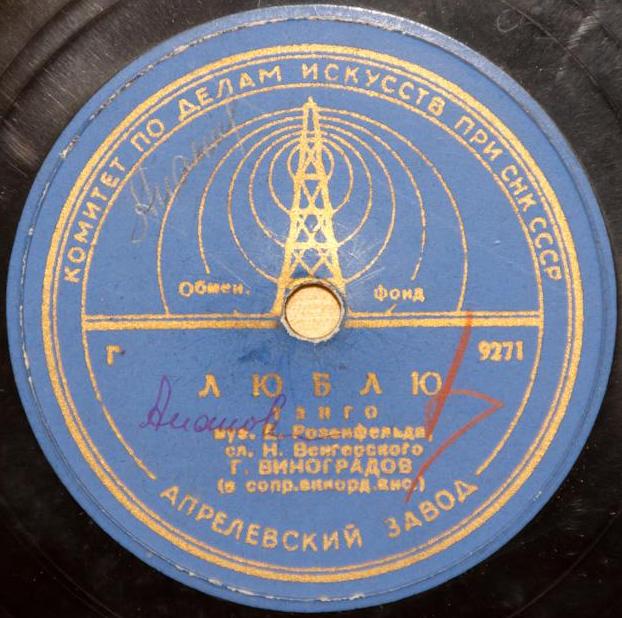 КОМИТЕТ ПО ДЕЛАМ ИСКУССТВ ПРИ СНК СССР
Обмен. Фонд
Г 9271
ЛЮБЛЮ
Танго
муз. Е. Розенфельда,
сл. Н. Венгерского
Г. ВИНОГРАДОВ
(в сопр. аккорд. анс.)
АПРЕЛЕВСКИЙ ЗАВОД